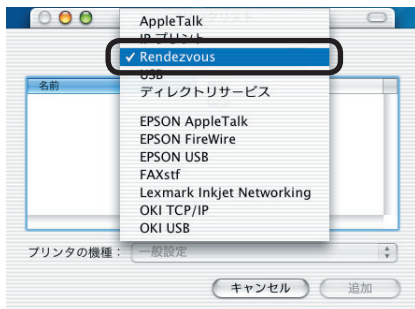 AppleTalk
IP プリント
Rendezvous
USB
ディレクトリサービス
EPSON AppleTalk
EPSON FireWire
EPSON USB
FAXstf
Lexmark Inkjet Networking
OKI TCP/IP
OKI USB
名前
プリンタの機種：
一般設定
キャンセル
追加